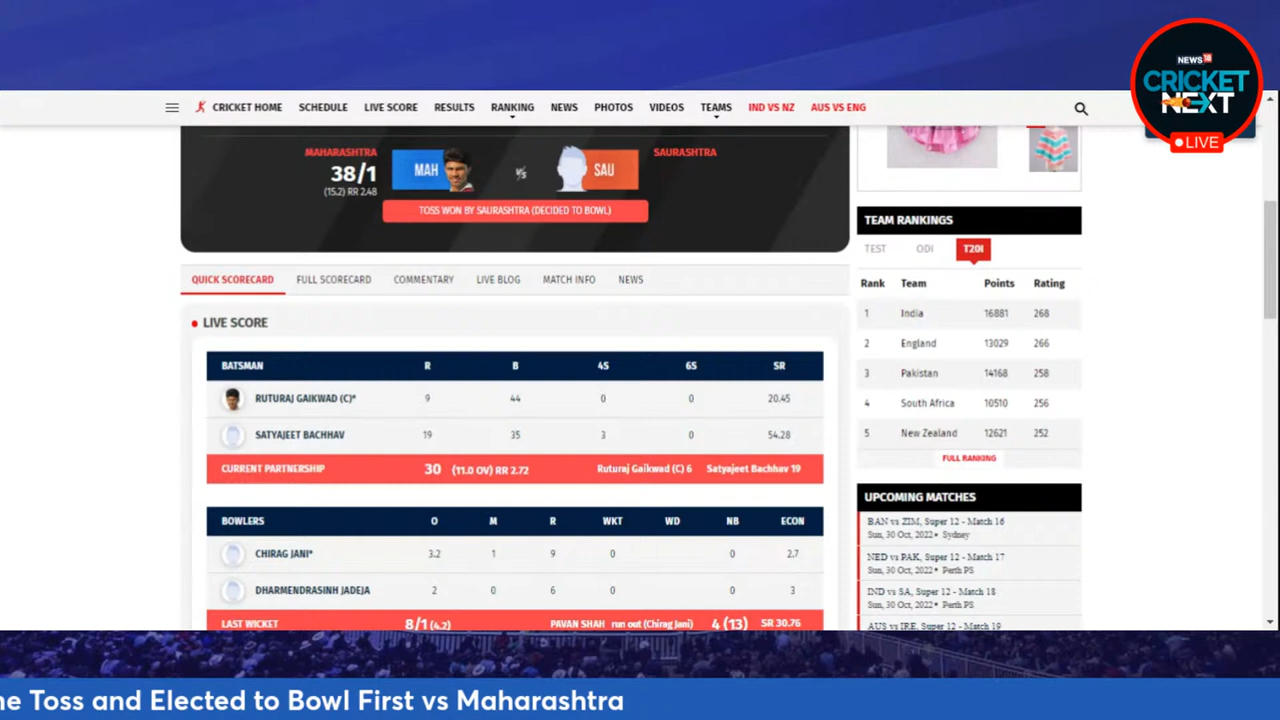 NEWS 18
CRICKET
NEXT
LIVE
CRICKET HOME SCHEDULE LIVE SCORE RESULTS RANKING NEWS PHOTOS VIDEOS TEAMS IND VS NZ AUS VS ENG
MAHARASHTRA
38/1
(15.2) RR 2.48
MAH
V/S
SAU
SAURASHTRA
TOSS WON BY SAURASHTRA (DECIDED TO BOWL)
QUICK SCORECARD FULL SCORECARD COMMENTARY LIVE BLOG MATCH INFO NEWS
LIVE SCORE
BATSMAN R B 4S 6S SR
RUTURAJ GAIKWAD (C)* 9 44 0 0 20.45
SATYAJEET BACHHAV 19 35 3 0 54.28
CURRENT PARTNERSHIP 30 (11.0 OV) RR 2.72 Ruturaj Gaikwad (C) 6 Satyajeet Bachhav 19
BOWLERS O M R WKT WD NB ECON
CHIRAG JANI* 3.2 1 9 0 0 2.7
DHARMENDRASINH JADEJA 2 0 6 0 0 3
LAST WICKET 8/1 (4.2) PAVAN SHAH run out (Chirag Jani) 4 (13) SR 30.76
TEAM RANKINGS
TEST ODI T20I
Rank Team Points Rating
1 India 16881 268
2 England 13029 266
3 Pakistan 14168 258
4 South Africa 10510 256
5 New Zealand 12621 252
FULL RANKING
UPCOMING MATCHES
BAN vs ZIM, Super 12 - Match 16
Sun, 30 Oct, 2022 • Sydney
NED vs PAK, Super 12 - Match 17
Sun, 30 Oct, 2022 • Perth PS
IND vs SA, Super 12 - Match 18
Sun, 30 Oct, 2022 • Perth PS
AUS vs IRE, Super 12 - Match 19
he Toss and Elected to Bowl First vs Maharashtra